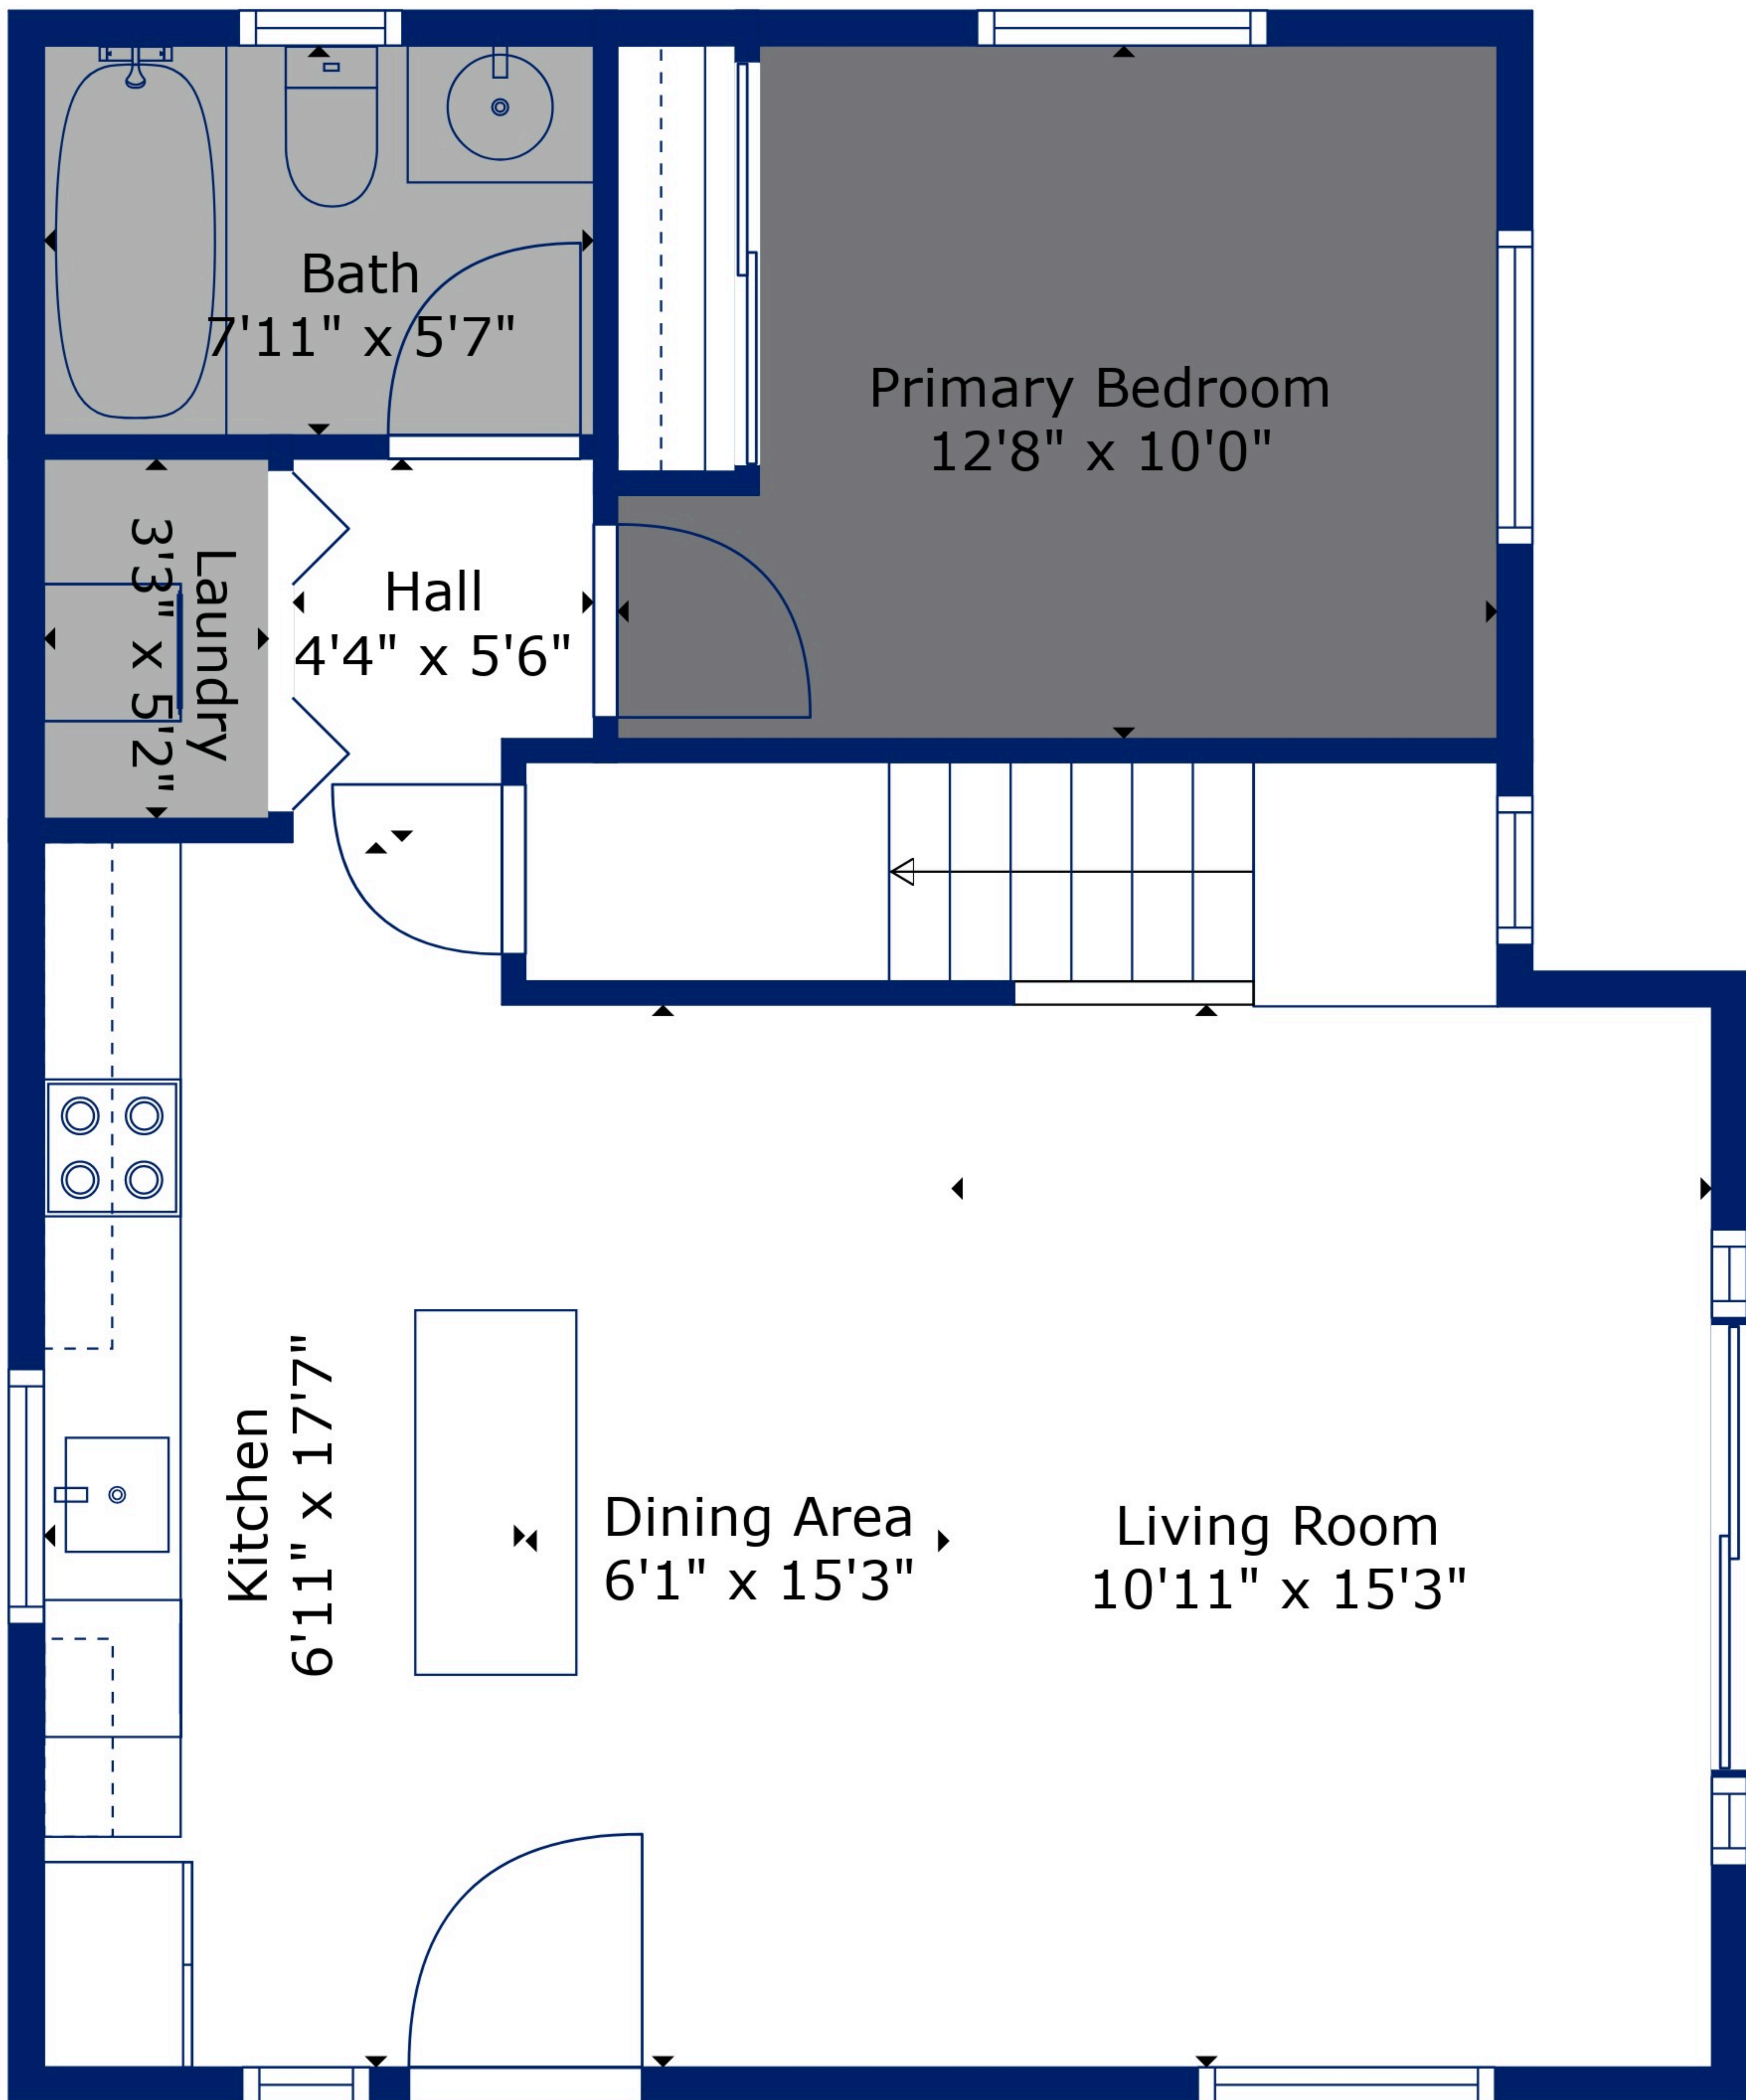 Bath
7'11" x 5'7"
Primary Bedroom
12'8" x 10'0"
Laundry
3'3" x 5'2"
Hall
4'4" x 5'6"
Kitchen
6'11" x 17'7"
Dining Area
6'1" x 15'3"
Living Room
10'11" x 15'3"